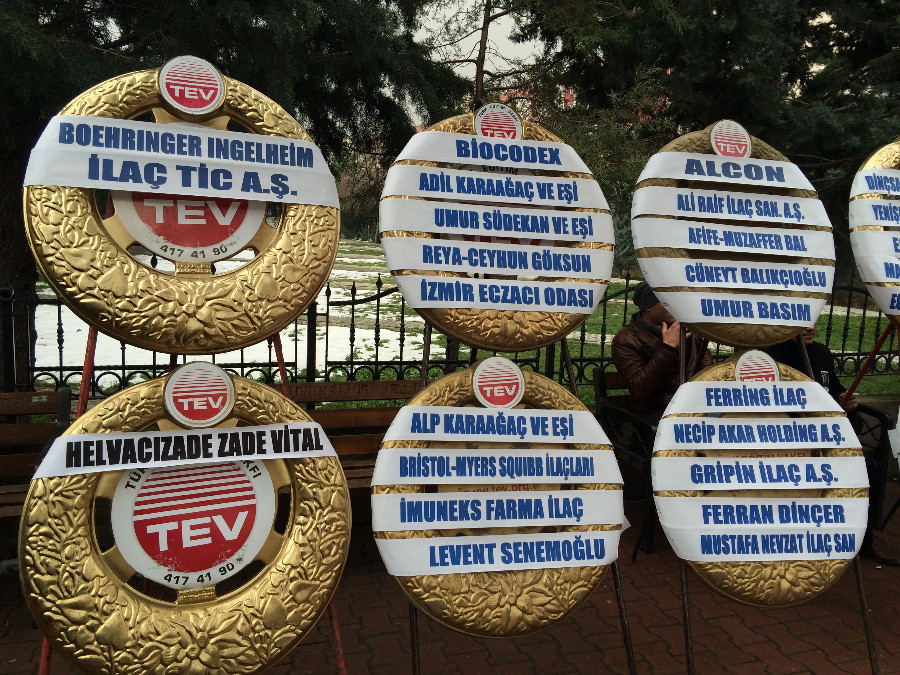 TEV
BOEHRINGER INGELHEIM
İLAÇ TİC A.Ş.
TEV
417 41 90
TEV
BIOCODEX
ADİL KARAAĞAÇ VE EŞİ
UMUR SÜDEKAN VE EŞİ
REYA-CEYHUN GÖKSUN
İZMİR ECZACI ODASI
TEV
ALCON
ALİ RAİF İLAÇ SAN. A.Ş.
AFİFE-MUZAFFER BAL
CÜNEYT BALIKÇIOĞLU
UMUR BASIM
TEV
HELVACIZADE ZADE VITAL
TEV
417 41 90
TEV
ALP KARAAĞAÇ VE EŞİ
BRİSTOL-MYERS SQUIBB İLAÇLARI
İMUNEKS FARMA İLAÇ
LEVENT SENEMOĞLU
FERRİNG İLAÇ
NECİP AKAR HOLDİNG A.Ş.
GRİPİN İLAÇ A.Ş.
FERRAN DİNÇER
MUSTAFA NEVZAT İLAÇ SAN